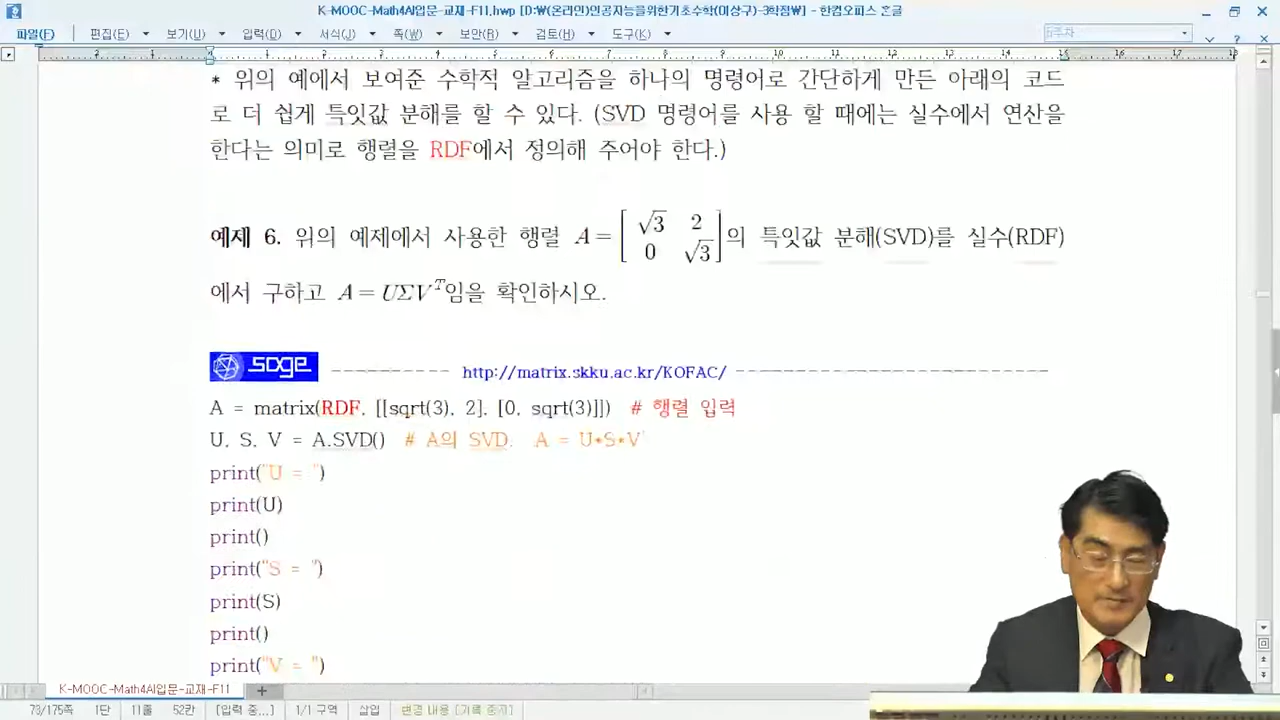 K-MOOC-Math4AI입문-교재-F11.hwp [D:₩(온라인)인공지능을위한기초수학(이상구)-3학점₩] - 한컴오피스 한글
파일(F) 편집(E) 보기(U) 입력(D) 서식(J) 쪽(W) 보안(B) 검토(H) 도구(K)
* 위의 예에서 보여준 수학적 알고리즘을 하나의 명령어로 간단하게 만든 아래의 코드
로 더 쉽게 특잇값 분해를 할 수 있다. (SVD 명령어를 사용 할 때에는 실수에서 연산을
한다는 의미로 행렬을 RDF에서 정의해 주어야 한다.)
예제 6. 위의 예제에서 사용한 행렬 A = [√3 2 0 √3]의 특잇값 분해(SVD)를 실수(RDF)
에서 구하고 A = UΣV^T임을 확인하시오.
sage ---------- http://matrix.skku.ac.kr/KOFAC/ --------------------------
A = matrix(RDF, [[sqrt(3), 2], [0, sqrt(3)]]) # 행렬 입력
U, S, V = A.SVD() # A의 SVD. A = U*S*V'
print("U = ")
print(U)
print()
print("S = ")
print(S)
print()
print("V = ")
K-MOOC-Math4AI입문-교재-F11
73/175쪽 1단 11줄 52칸 [입력 중...] 1/1 구역 삽입 변경 내용 [기록 중지]